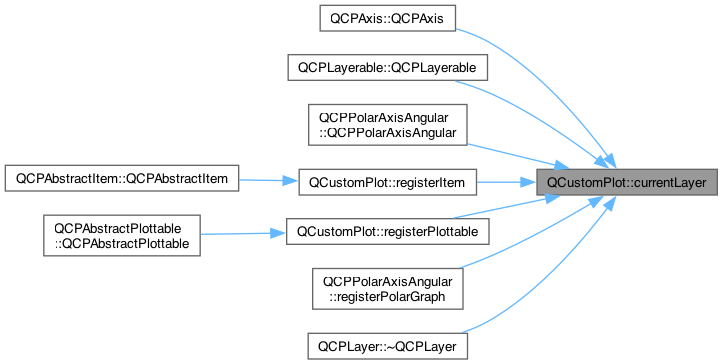 QCPAxis::QCPAxis
QCPLayerable::QCPLayerable
QCPPolarAxisAngular
::QCPPolarAxisAngular
QCPAbstractItem::QCPAbstractItem
QCustomPlot::registerItem
QCustomPlot::currentLayer
QCPAbstractPlottable
::QCPAbstractPlottable
QCustomPlot::registerPlottable
QCPPolarAxisAngular
::registerPolarGraph
QCPLayer::~QCPLayer